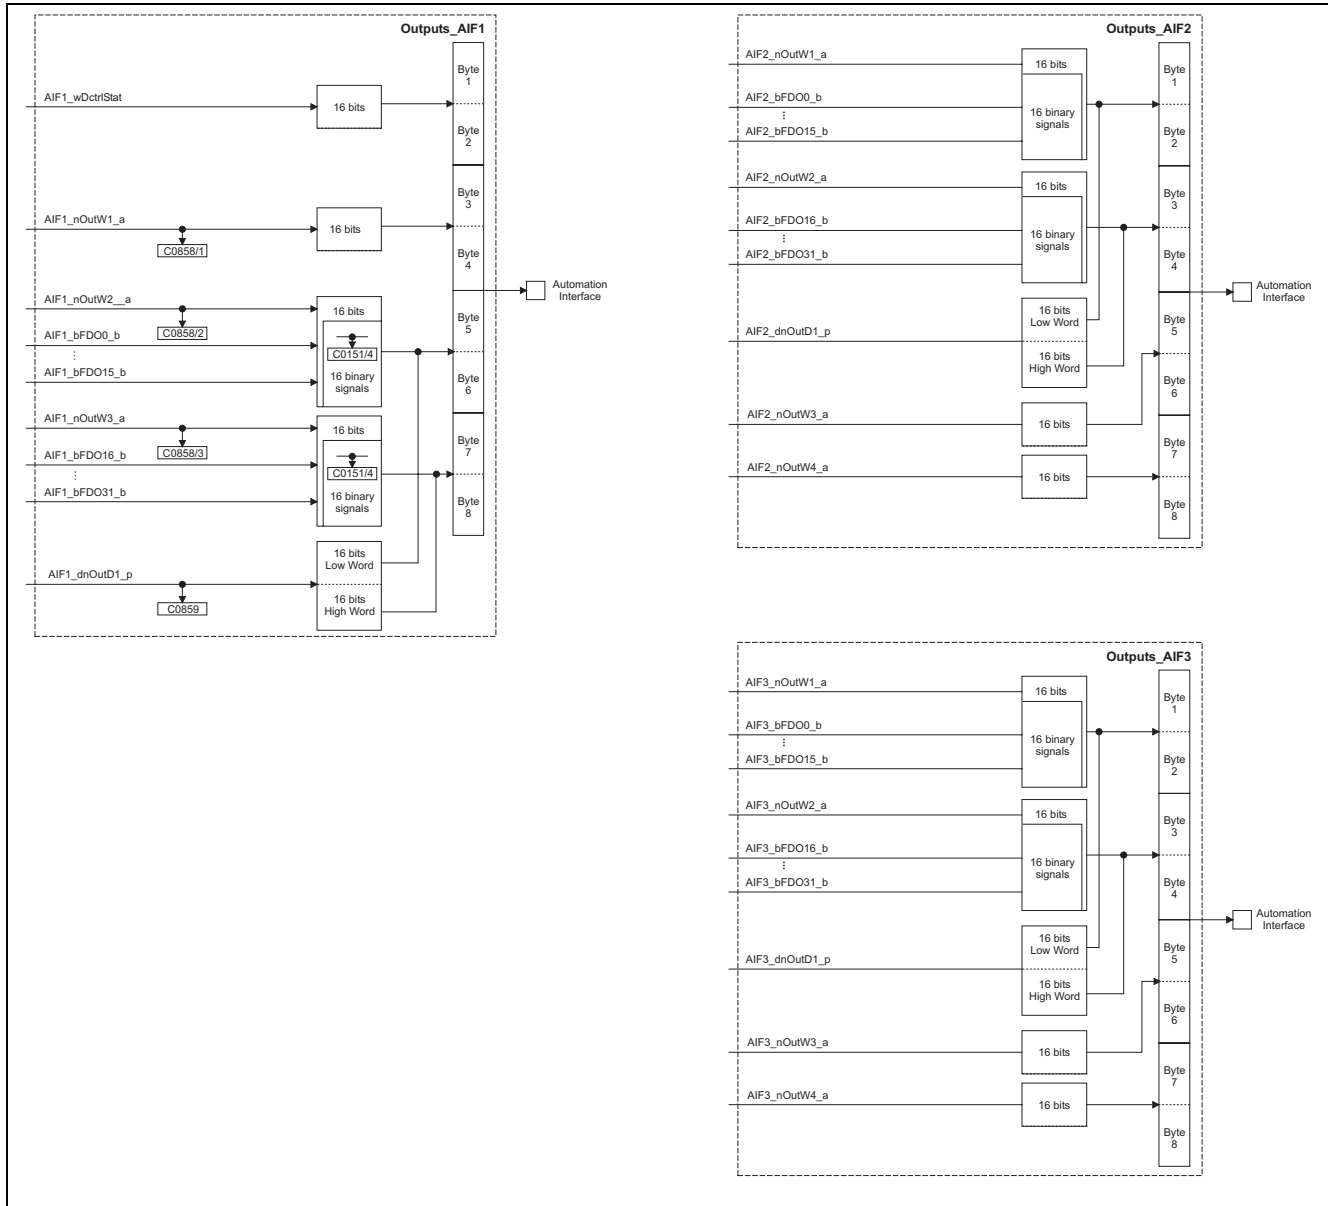 Outputs_AIF1
AIF1_wDctrlStat
16 bits
Byte
1
Byte
2
AIF1_nOutW1_a
C0858/1
16 bits
Byte
3
Byte
4
Automation
Interface
AIF1_nOutW2__a
C0858/2
AIF1_bFDO0_b
⋮
AIF1_bFDO15_b
16 bits
C0151/4
16 binary
signals
Byte
5
Byte
6
AIF1_nOutW3_a
C0858/3
AIF1_bFDO16_b
⋮
AIF1_bFDO31_b
16 bits
C0151/4
16 binary
signals
Byte
7
Byte
8
AIF1_dnOutD1_p
C0859
16 bits
Low Word
16 bits
High Word
Outputs_AIF2
AIF2_nOutW1_a
AIF2_bFDO0_b
⋮
AIF2_bFDO15_b
16 bits
16 binary
signals
Byte
1
Byte
2
AIF2_nOutW2_a
AIF2_bFDO16_b
⋮
AIF2_bFDO31_b
16 bits
16 binary
signals
Byte
3
Byte
4
Automation
Interface
AIF2_dnOutD1_p
16 bits
Low Word
16 bits
High Word
Byte
5
Byte
6
AIF2_nOutW3_a
16 bits
AIF2_nOutW4_a
16 bits
Byte
7
Byte
8
Outputs_AIF3
AIF3_nOutW1_a
AIF3_bFDO0_b
⋮
AIF3_bFDO15_b
16 bits
16 binary
signals
Byte
1
Byte
2
AIF3_nOutW2_a
AIF3_bFDO16_b
⋮
AIF3_bFDO31_b
16 bits
16 binary
signals
Byte
3
Byte
4
Automation
Interface
AIF3_dnOutD1_p
16 bits
Low Word
16 bits
High Word
Byte
5
Byte
6
AIF3_nOutW3_a
16 bits
AIF3_nOutW4_a
16 bits
Byte
7
Byte
8